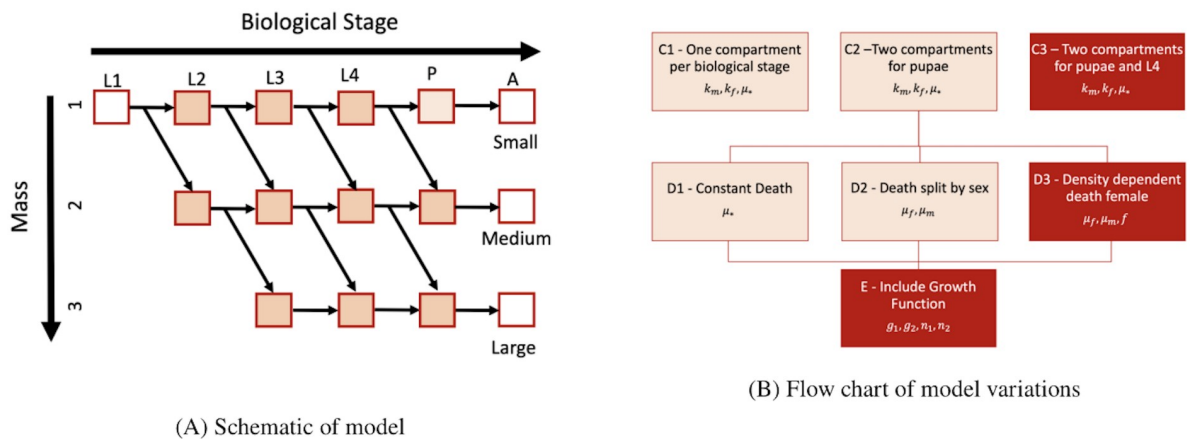 Biological Stage
L1
L2
L3
L4
P
A
Mass
1
2
3
Small
Medium
Large
(A) Schematic of model
C1 - One compartment
per biological stage
k_m, k_f, μ_*
C2 –Two compartments
for pupae
k_m, k_f, μ_*
C3 – Two compartments
for pupae and L4
k_m, k_f, μ_*
D1 - Constant Death
μ_*
D2 - Death split by sex
μ_f, μ_m
D3 - Density dependent
death female
μ_f, μ_m, f
E - Include Growth
Function
g_1, g_2, n_1, n_2
(B) Flow chart of model variations